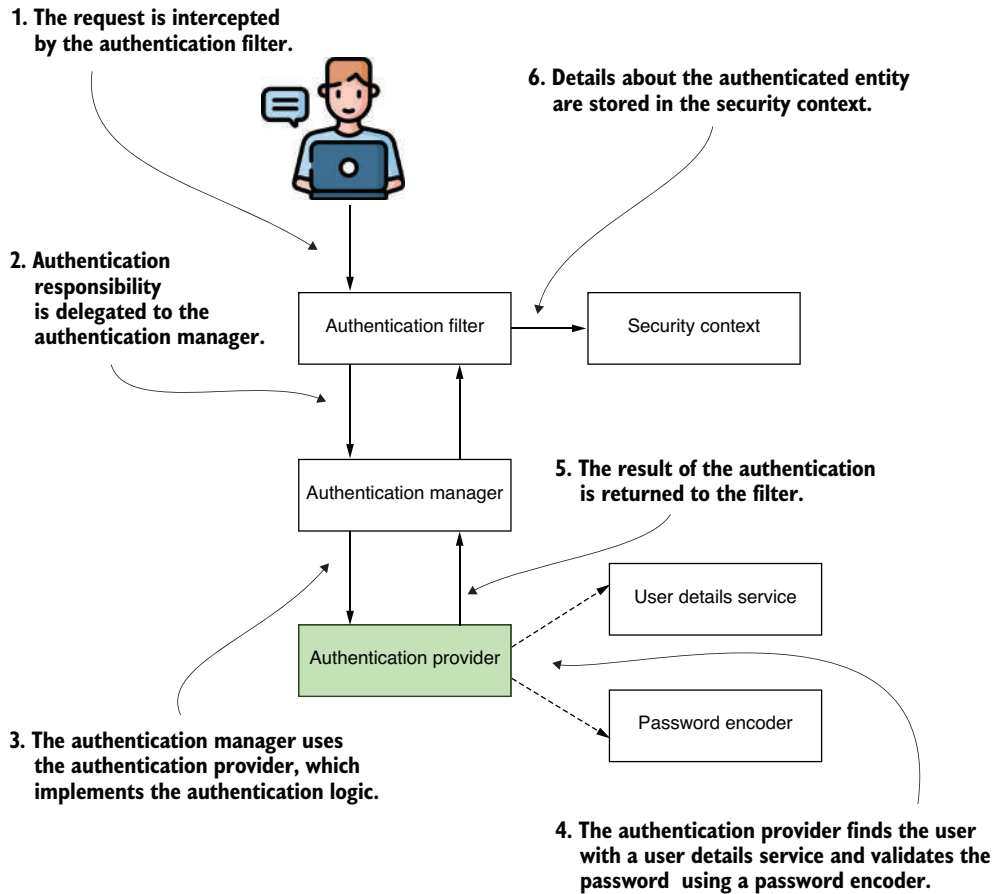 1. The request is intercepted
by the authentication filter.
6. Details about the authenticated entity
are stored in the security context.
2. Authentication
responsibility
is delegated to the
authentication manager.
Authentication filter
Security context
Authentication manager
5. The result of the authentication
is returned to the filter.
User details service
Authentication provider
Password encoder
3. The authentication manager uses
the authentication provider, which
implements the authentication logic.
4. The authentication provider finds the user
with a user details service and validates the
password using a password encoder.